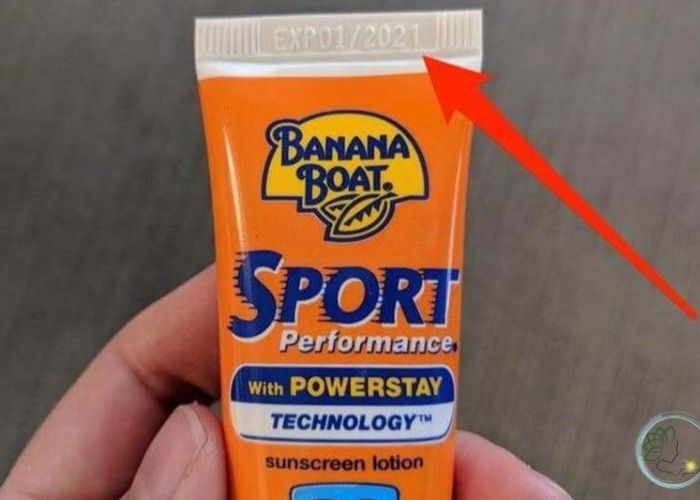 EXP01/2021
BANANA
BOAT®
SPORT
Performance®
With POWERSTAY
TECHNOLOGY™
sunscreen lotion